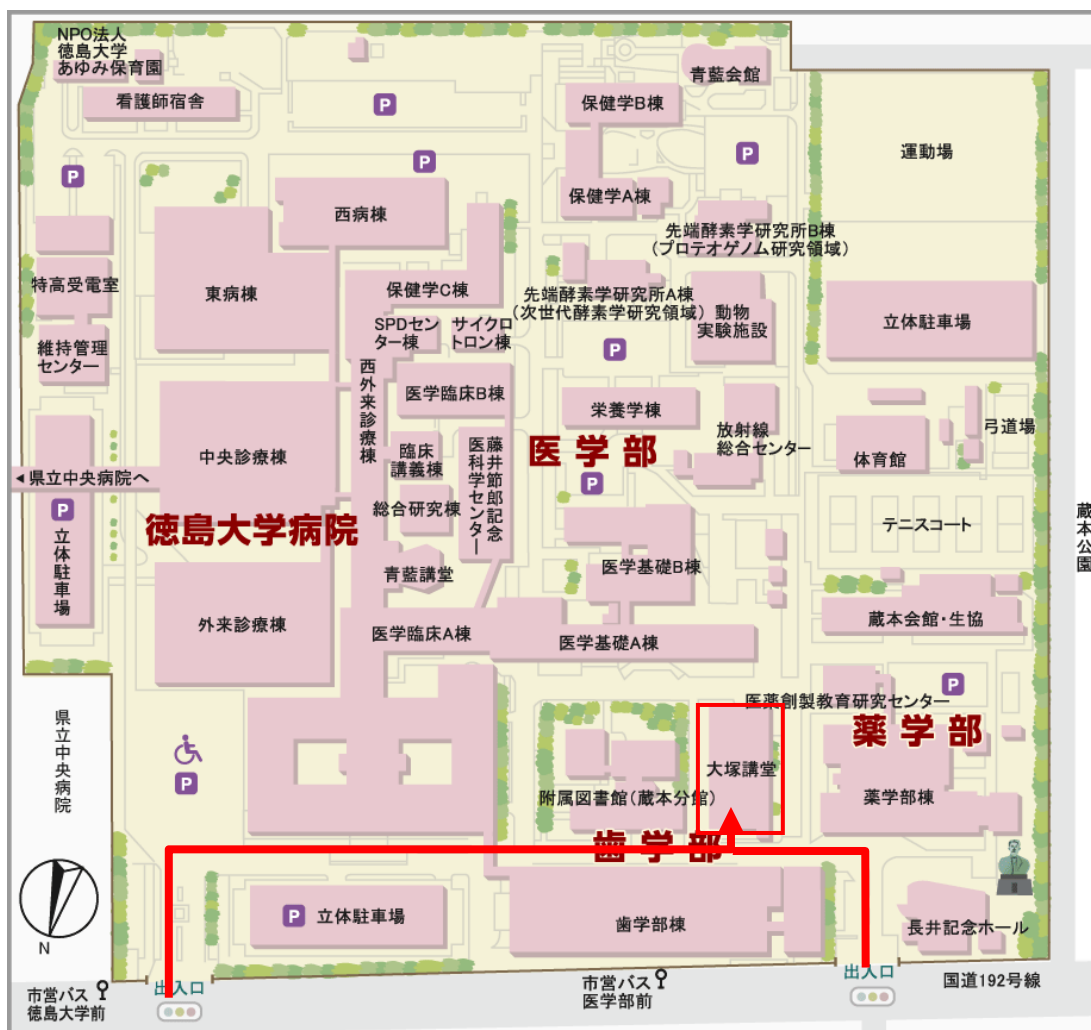 NPO法人
徳島大学
あゆみ保育園
看護師宿舎
P
青藍会館
保健学B棟
P
運動場
P
P
西病棟
保健学A棟
先端酵素学研究所B棟
(プロテオゲノム研究領域)
特高受電室
東病棟
保健学C棟
先端酵素学研究所A棟
(次世代酵素学研究領域)
動物
実験施設
立体駐車場
維持管理
センター
SPDセン
ター棟
サイクロ
トロン棟
P
西外来診療棟
医学臨床B棟
栄養学棟
放射線
総合センター
体育館
弓道場
中央診療棟
臨床
講義棟
藤井節郎記念
医科学センター
医学部
P
県立中央病院へ
P
立体駐車場
徳島大学病院
総合研究棟
テニスコート
蔵本公園
青藍講堂
医学基礎B棟
外来診療棟
医学臨床A棟
医学基礎A棟
蔵本会館・生協
P
医薬創製教育研究センター
薬学部
県立中央病院
P
大塚講堂
附属図書館(蔵本分館)
薬学部棟
歯学部
P
立体駐車場
歯学部棟
長井記念ホール
N
市営バス
徳島大学前
出入口
市営バス
医学部前
出入口
国道192号線